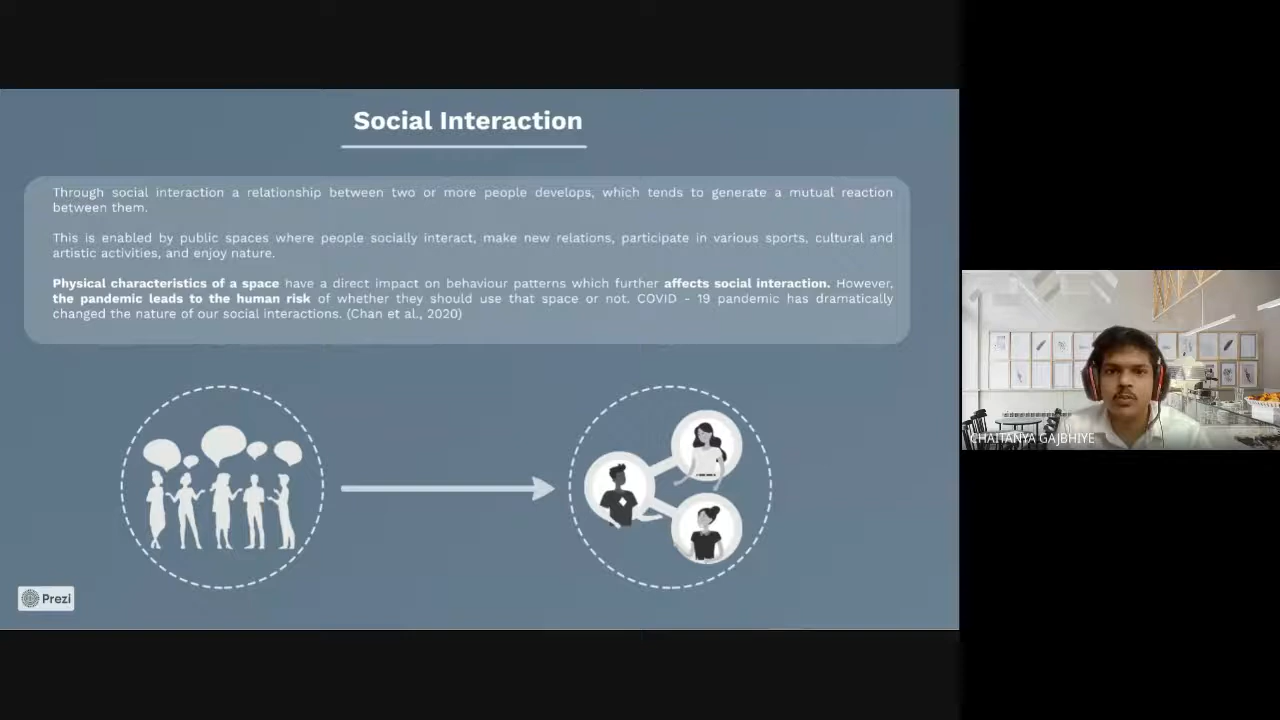 Social Interaction
Through social interaction a relationship between two or more people develops, which tends to generate a mutual reaction
between them.
This is enabled by public spaces where people socially interact, make new relations, participate in various sports, cultural and
artistic activities, and enjoy nature.
Physical characteristics of a space have a direct impact on behaviour patterns which further affects social interaction. However,
the pandemic leads to the human risk of whether they should use that space or not. COVID - 19 pandemic has dramatically
changed the nature of our social interactions. (Chan et al., 2020)
CHAITANYA GAJBHIYE
Prezi